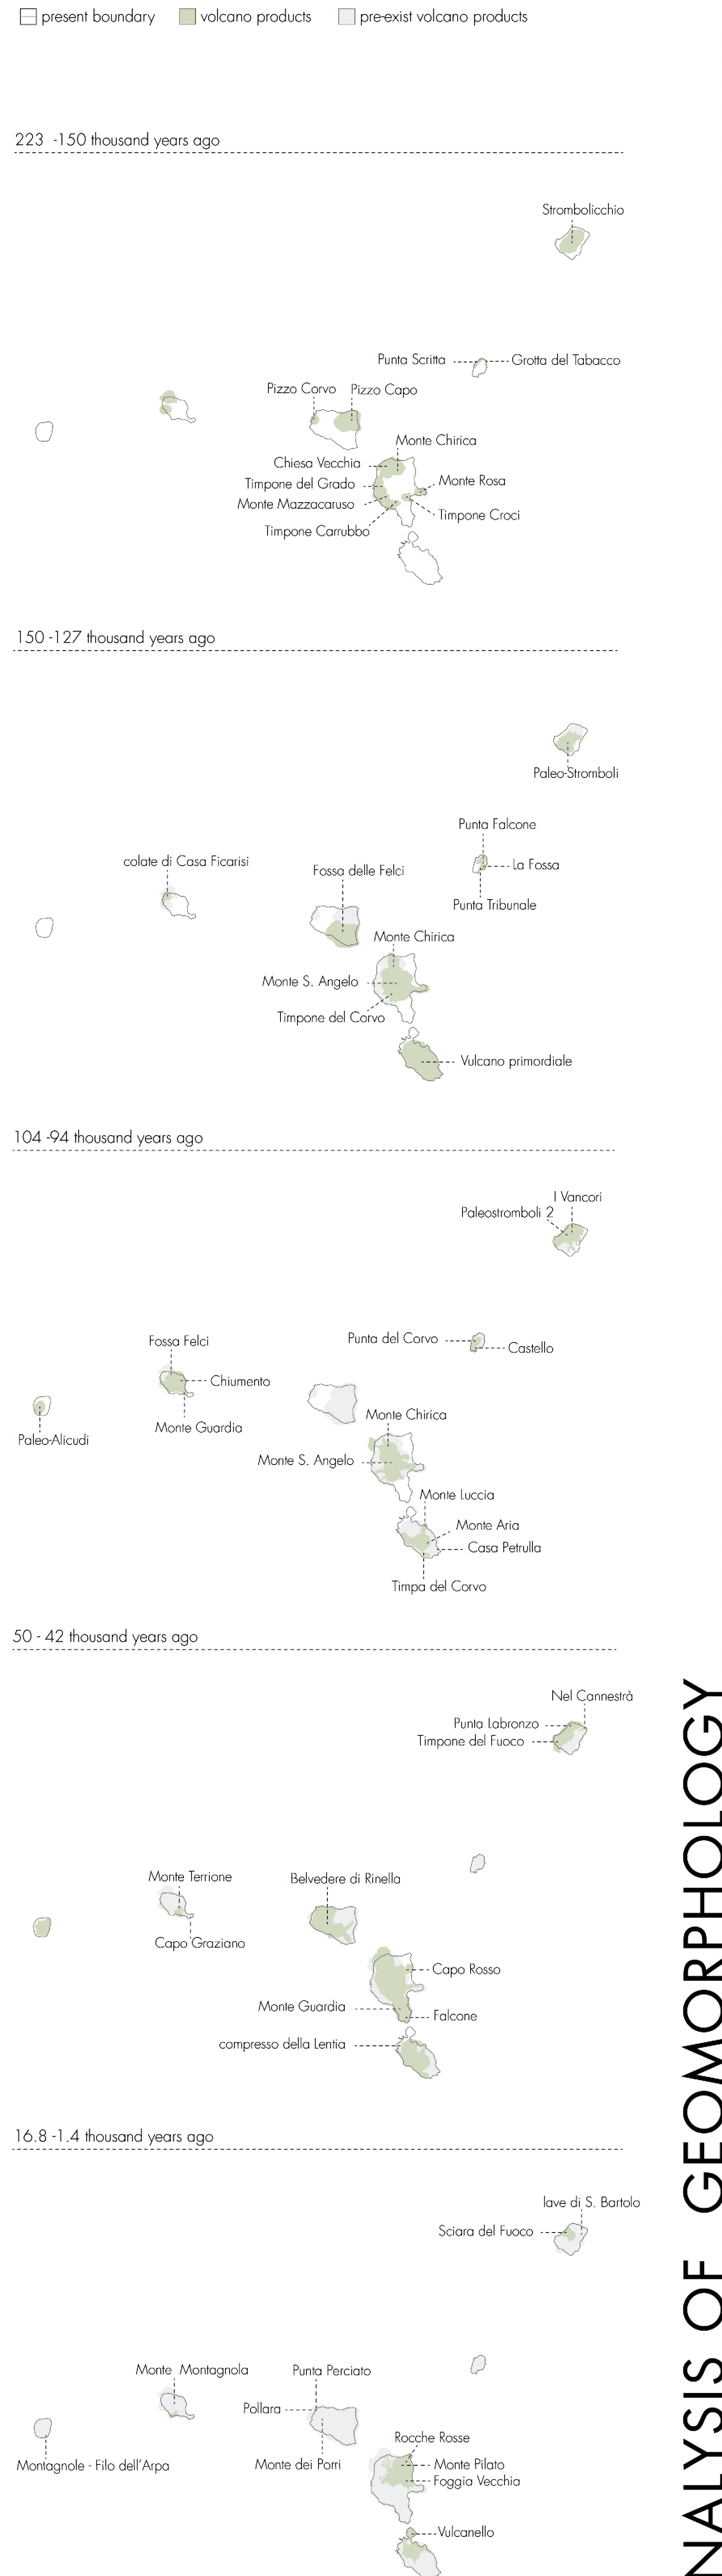 present boundary volcano products pre-exist volcano products
223 -150 thousand years ago
Strombolicchio
Punta Scritta Grotta del Tabacco
Pizzo Corvo Pizzo Capo
Monte Chirica
Chiesa Vecchia
Timpone del Grado Monte Rosa
Monte Mazzacaruso
Timpone Croci
Timpone Carrubbo
150 -127 thousand years ago
Paleo-Stromboli
Punta Falcone
colate di Casa Ficarisi
La Fossa
Fossa delle Felci
Punta Tribunale
Monte Chirica
Monte S. Angelo
Timpone del Corvo
Vulcano primordiale
104 -94 thousand years ago
I Vancori
Paleostromboli 2
Punta del Corvo
Fossa Felci
Castello
Chiumento
Monte Chirica
Monte Guardia
Paleo-Alicudi
Monte S. Angelo
Monte Luccia
Monte Aria
Casa Petrulla
Timpa del Corvo
50 - 42 thousand years ago
Nel Cannestrà
Punta Labronzo
Timpone del Fuoco
Monte Terrione
Belvedere di Rinella
Capo Graziano
Capo Rosso
Monte Guardia
Falcone
compresso della Lentia
16.8 -1.4 thousand years ago
lave di S. Bartolo
Sciara del Fuoco
Monte Montagnola Punta Perciato
Pollara
Rocche Rosse
Montagnole - Filo dell'Arpa Monte dei Porri Monte Pilato
Foggia Vecchia
Vulcanello
NALYSIS OF GEOMORPHOLOGY